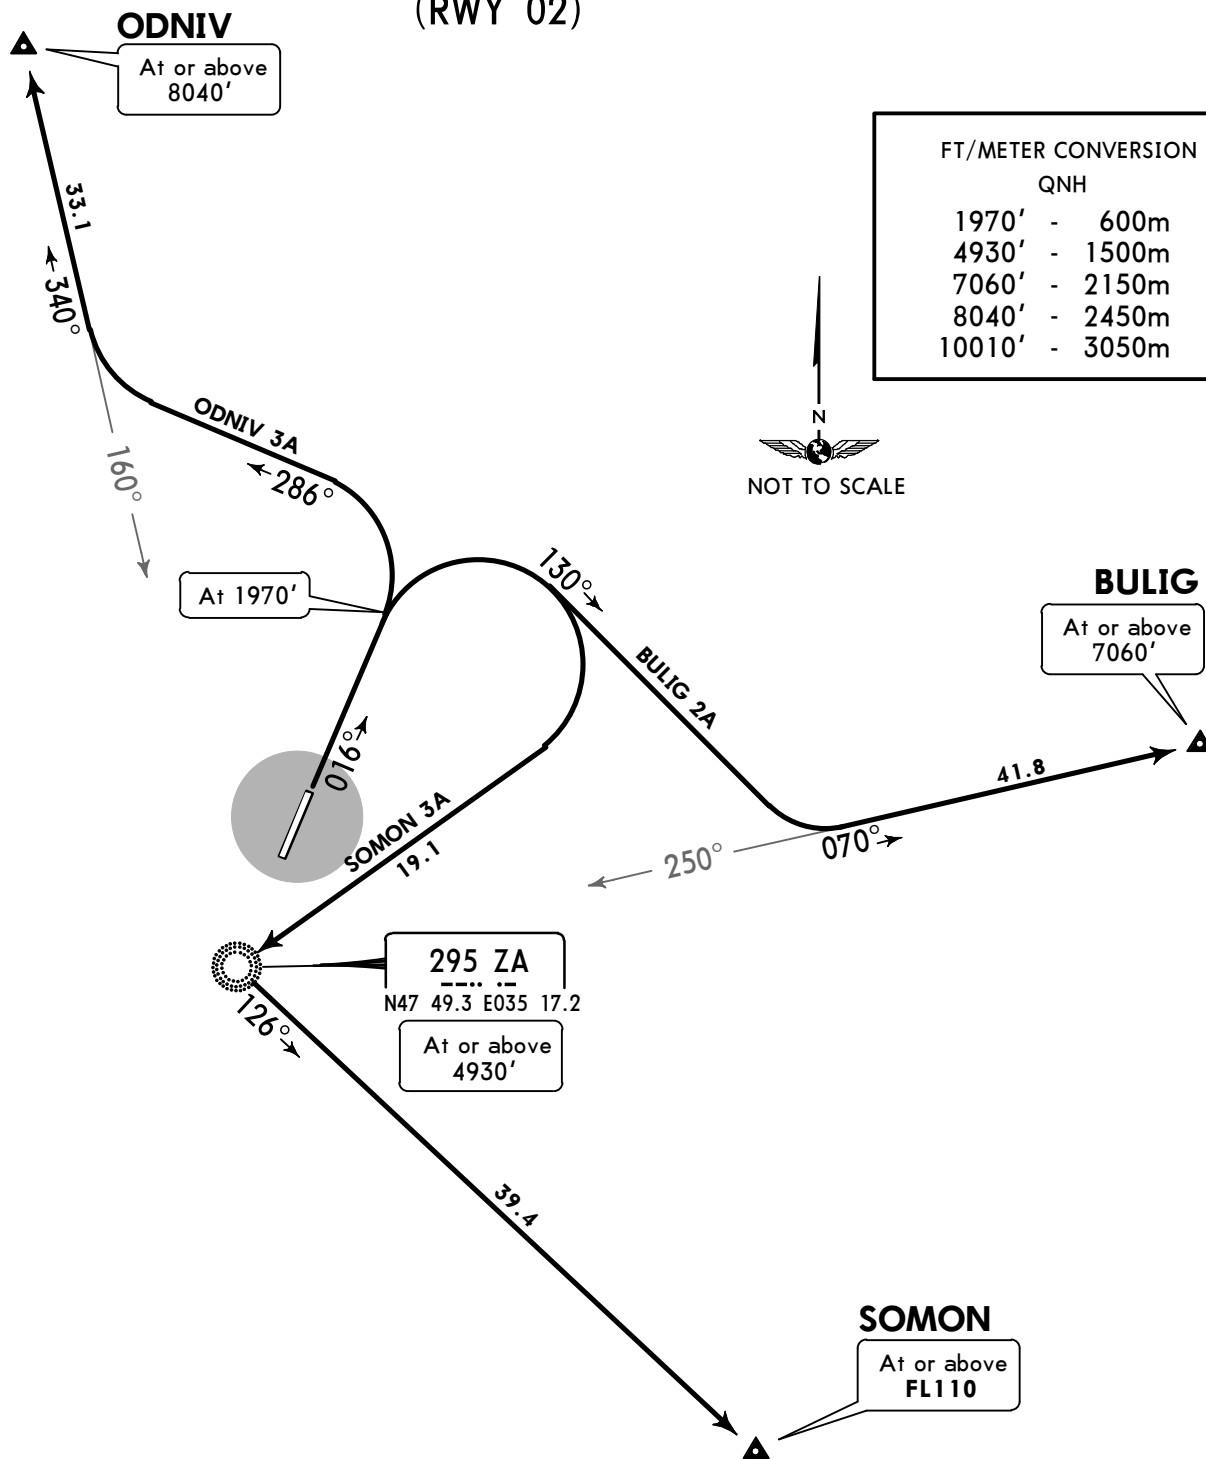 (RWY 02)
ODNIV
At or above
8040'
33.1
340°
160°
ODNIV 3A
286°
At 1970'
016°
FT/METER CONVERSION
QNH
1970' - 600m
4930' - 1500m
7060' - 2150m
8040' - 2450m
10010' - 3050m
N
NOT TO SCALE
130°
BULIG 2A
BULIG
At or above
7060'
41.8
070°
250°
SOMON 3A
19.1
295 ZA
N47 49.3 E035 17.2
At or above
4930'
126°
39.4
SOMON
At or above
FL110